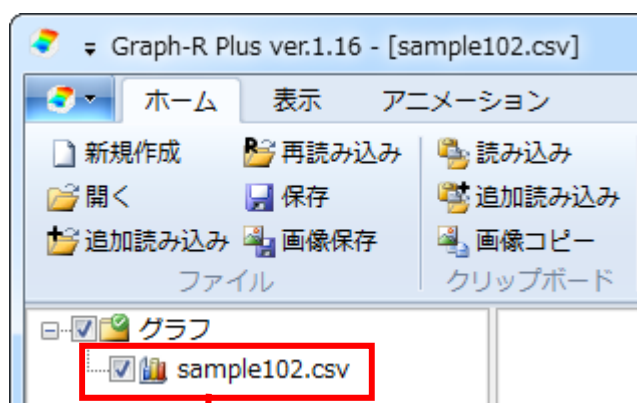 Graph-R Plus ver.1.16 - [sample102.csv]
ホーム 表示 アニメーション
新規作成 再読み込み 読み込み
開く 保存 追加読み込み
追加読み込み 画像保存 画像コピー
ファイル クリップボード
グラフ
sample102.csv